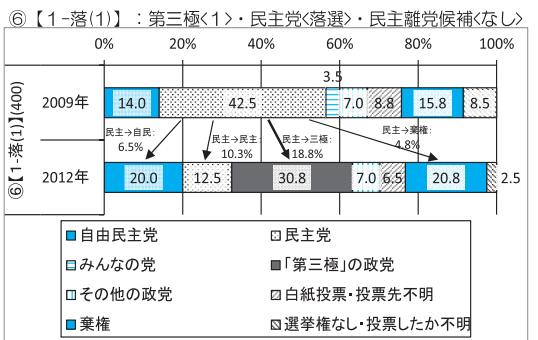 ⑥【1-落(1)】：第三極<1>・民主党<落選>・民主離党候補<なし>
0% 20% 40% 60% 80% 100%
3.5
⑥【1-落(1)】(400)
2009年 14.0 42.5 7.0 8.8 15.8 8.5
民主→自民: 6.5%
民主→民主: 10.3%
民主→三極: 18.8%
民主→棄権: 4.8%
2012年 20.0 12.5 30.8 7.0 6.5 20.8 2.5
自由民主党 民主党
みんなの党 「第三極」の政党
その他の政党 白紙投票・投票先不明
棄権 選挙権なし・投票したか不明